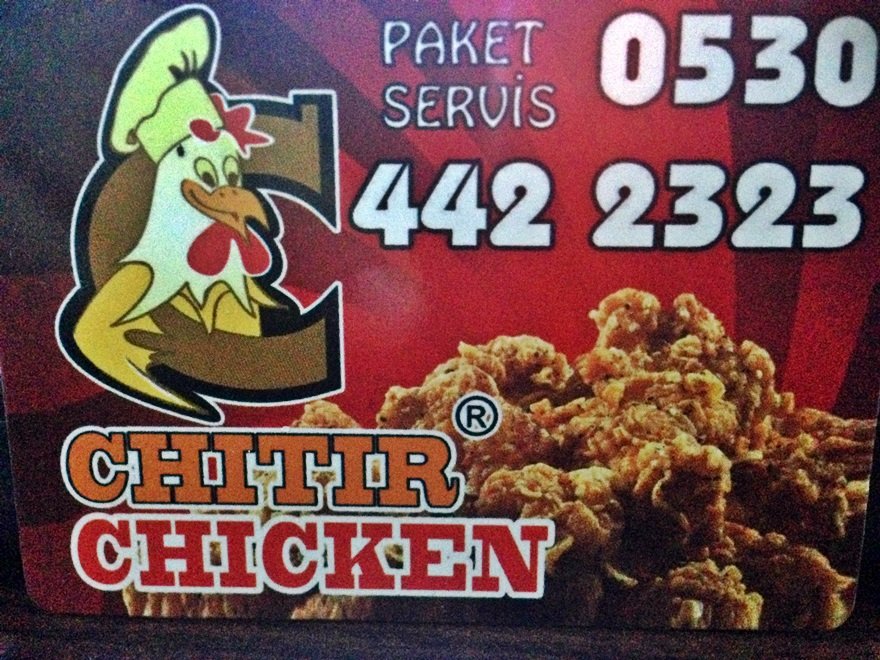 PAKET
SERVİS
0530
442 2323
CHITIR®
CHICKEN